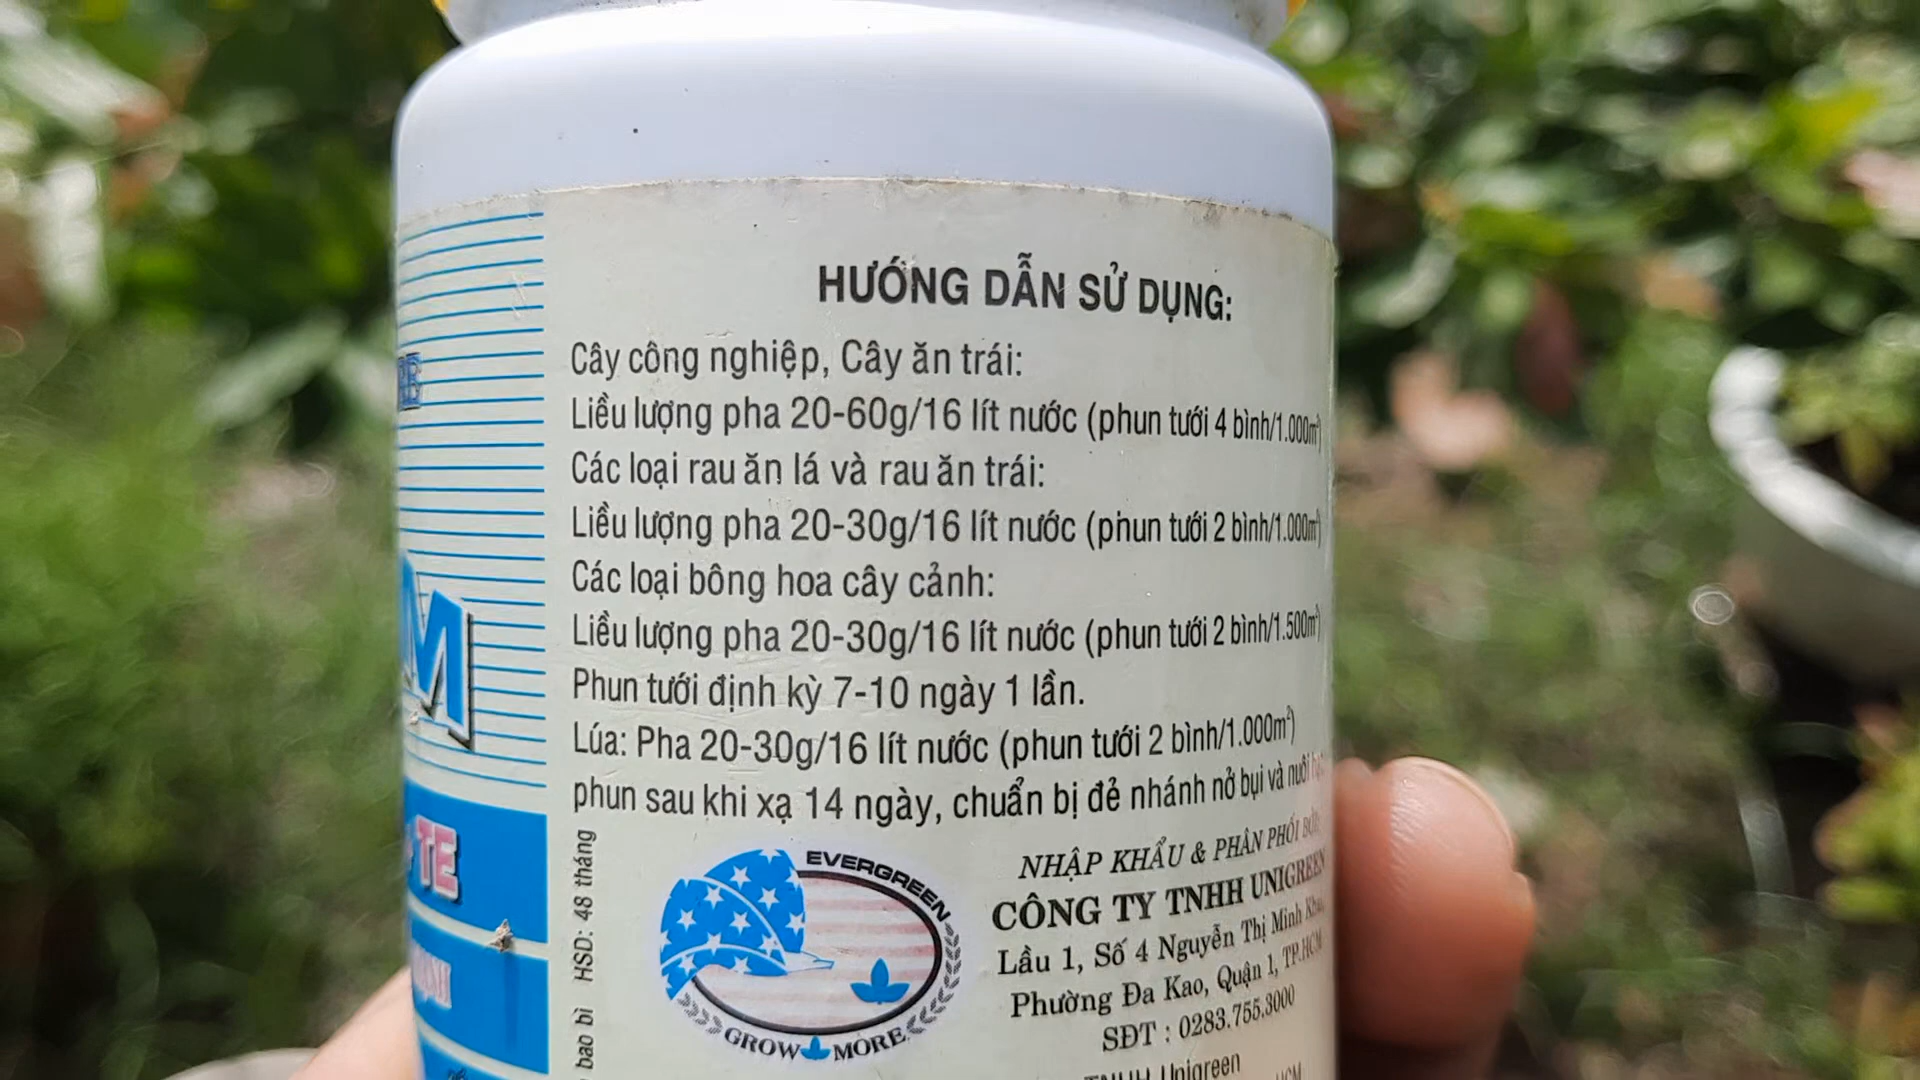 HƯỚNG DẪN SỬ DỤNG:
Cây công nghiệp, Cây ăn trái:
Liều lượng pha 20-60g/16 lít nước (phun tưới 4 bình/1.000m²)
Các loại rau ăn lá và rau ăn trái:
Liều lượng pha 20-30g/16 lít nước (phun tưới 2 bình/1.000m²)
Các loại bông hoa cây cảnh:
Liều lượng pha 20-30g/16 lít nước (phun tưới 2 bình/1.500m²)
Phun tưới định kỳ 7-10 ngày 1 lần.
Lúa: Pha 20-30g/16 lít nước (phun tưới 2 bình/1.000m²)
phun sau khi xạ 14 ngày, chuẩn bị đẻ nhánh nở bụi và nuôi
NHẬP KHẨU & PHÂN PHỐI BỞI:
CÔNG TY TNHH UNIGREEN
Lầu 1, Số 4 Nguyễn Thị Minh Khai,
Phường Đa Kao, Quận 1, TP.HCM
SĐT : 0283.755.3000
TNHH Unigreen
HCM
EVERGREEN
GROW MORE
HSD: 48 tháng
bao bì
RE
M
TE